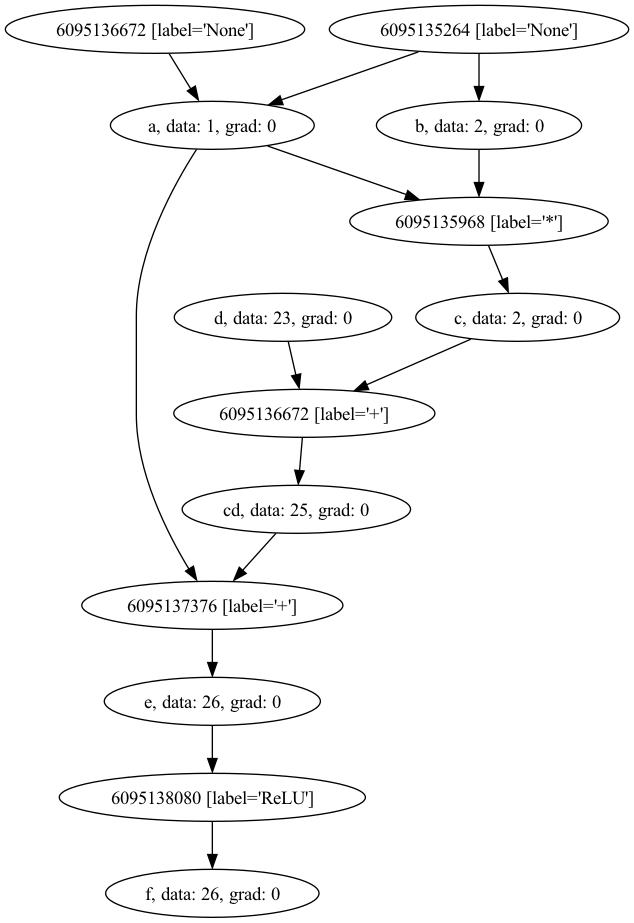 6095136672 [label='None']
6095135264 [label='None']
a, data: 1, grad: 0
b, data: 2, grad: 0
6095135968 [label='*']
d, data: 23, grad: 0
c, data: 2, grad: 0
6095136672 [label='+']
cd, data: 25, grad: 0
6095137376 [label='+']
e, data: 26, grad: 0
6095138080 [label='ReLU']
f, data: 26, grad: 0